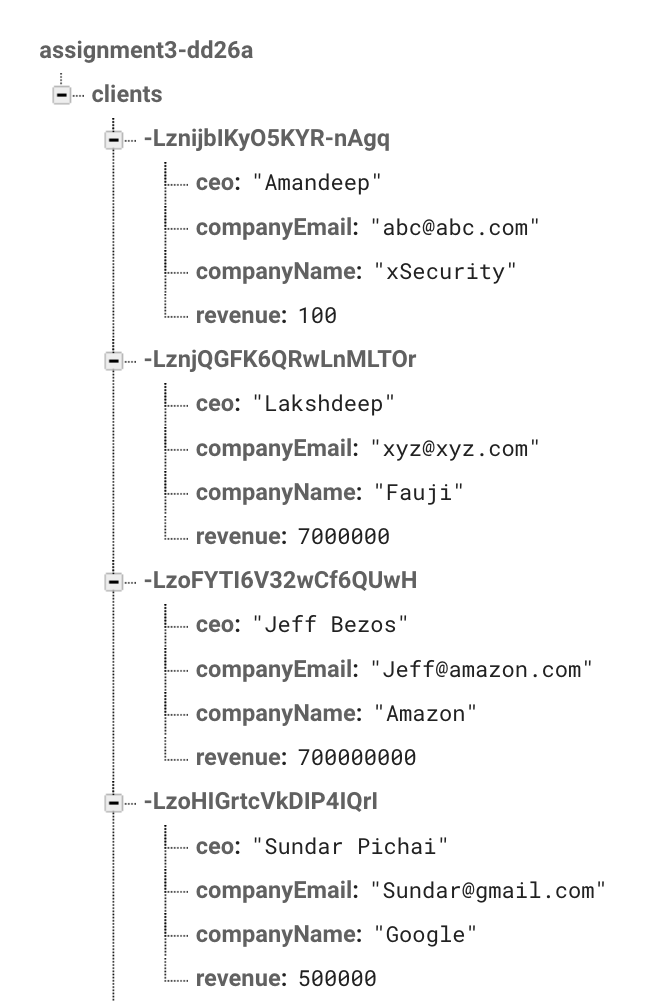 assignment3-dd26a
clients
-LznijbIKyO5KYR-nAgq
ceo: "Amandeep"
companyEmail: "abc@abc.com"
companyName: "xSecurity"
revenue: 100
-LznjQGFK6QRwLnMLTOr
ceo: "Lakshdeep"
companyEmail: "xyz@xyz.com"
companyName: "Fauji"
revenue: 7000000
-LzoFYTI6V32wCf6QUwH
ceo: "Jeff Bezos"
companyEmail: "Jeff@amazon.com"
companyName: "Amazon"
revenue: 700000000
-LzoHIGrtcVkDIP4IQrI
ceo: "Sundar Pichai"
companyEmail: "Sundar@gmail.com"
companyName: "Google"
revenue: 500000